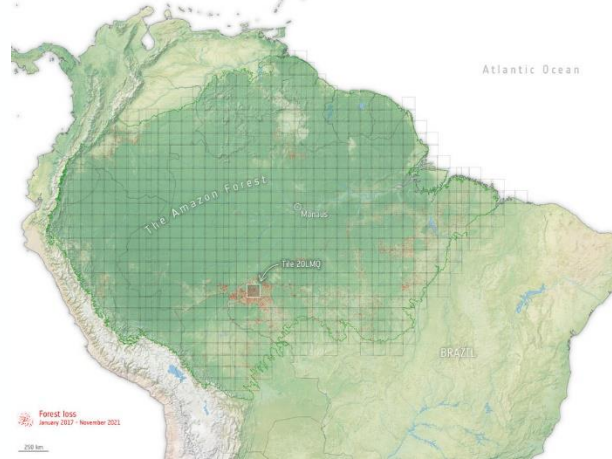 Atlantic Ocean
The Amazon Forest
Manaus
Tile 20LMQ
BRAZIL
Forest loss
January 2017 - November 2021
200 km